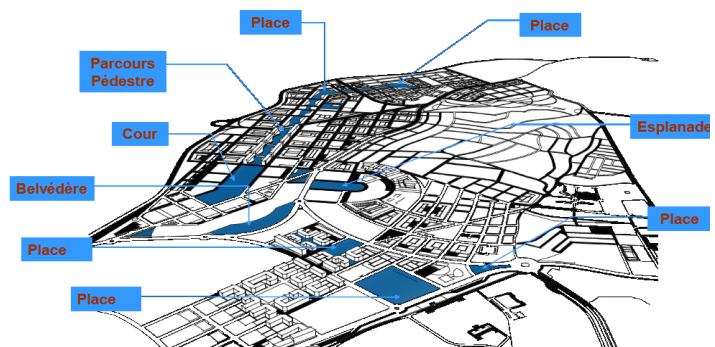 Place
Place
Parcours
Pédestre
Cour
Esplanade
Belvédère
Place
Place
Place